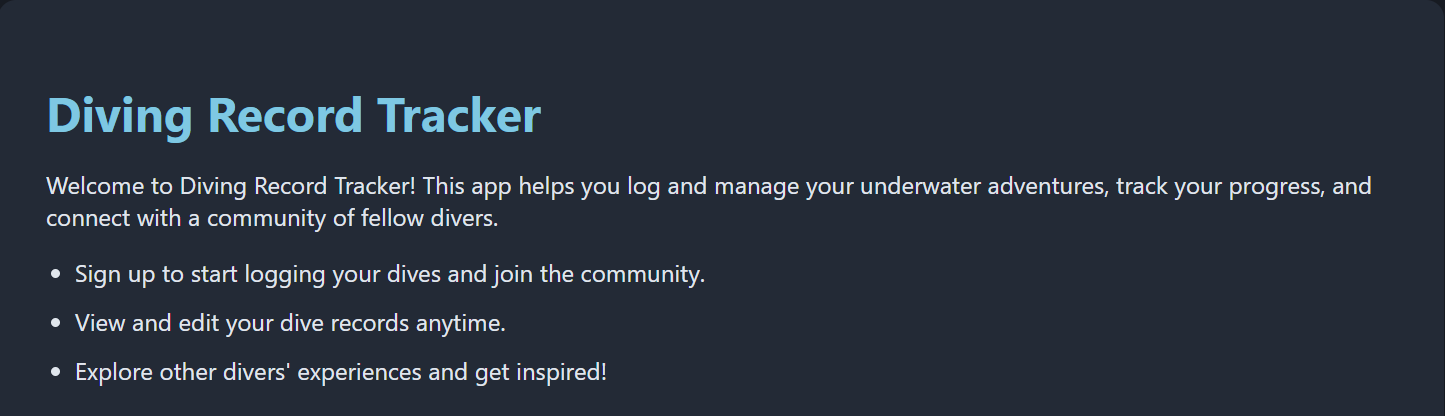 Diving Record Tracker
Welcome to Diving Record Tracker! This app helps you log and manage your underwater adventures, track your progress, and
connect with a community of fellow divers.
• Sign up to start logging your dives and join the community.
• View and edit your dive records anytime.
• Explore other divers' experiences and get inspired!